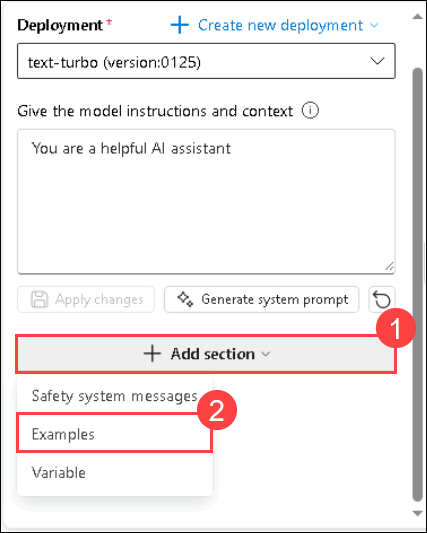 Deployment * + Create new deployment
text-turbo (version:0125)
Give the model instructions and context
You are a helpful AI assistant
Apply changes Generate system prompt
1
+ Add section
Safety system messages
2
Examples
Variable